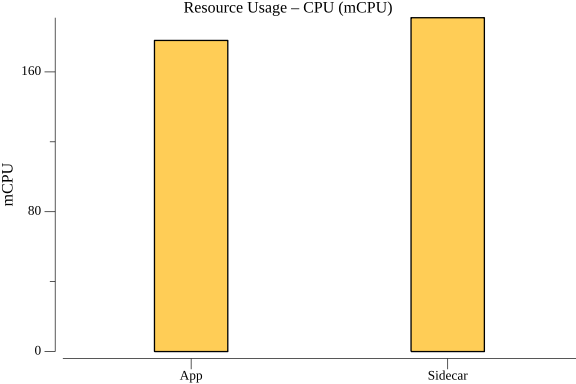 Resource Usage – CPU (mCPU)
160
80
0
mCPU
App
Sidecar